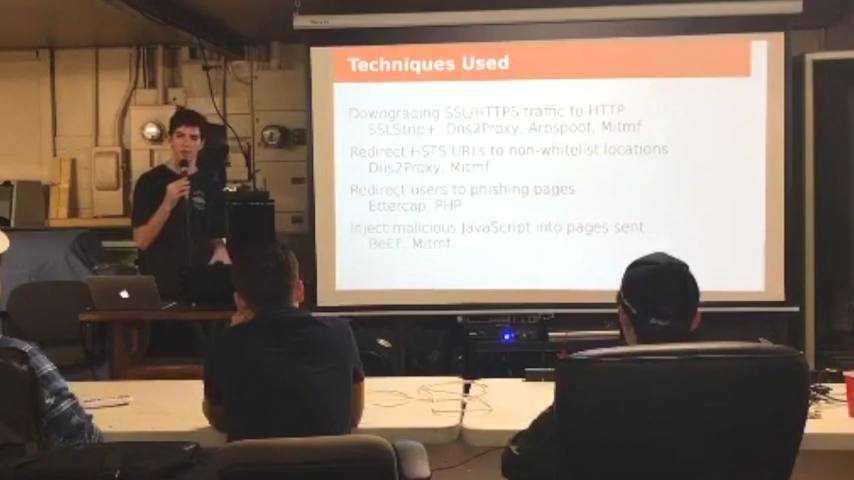 Techniques Used
Downgrading SSL/HTTPS traffic to HTTP
SSLStrip+, Dns2Proxy, Arpspoof, Mitmf
Redirect HSTS URLs to non-whitelist locations
Dns2Proxy, Mitmf
Redirect users to phishing pages
Ettercap, PHP
Inject malicious JavaScript into pages sent
BeEF, Mitmf